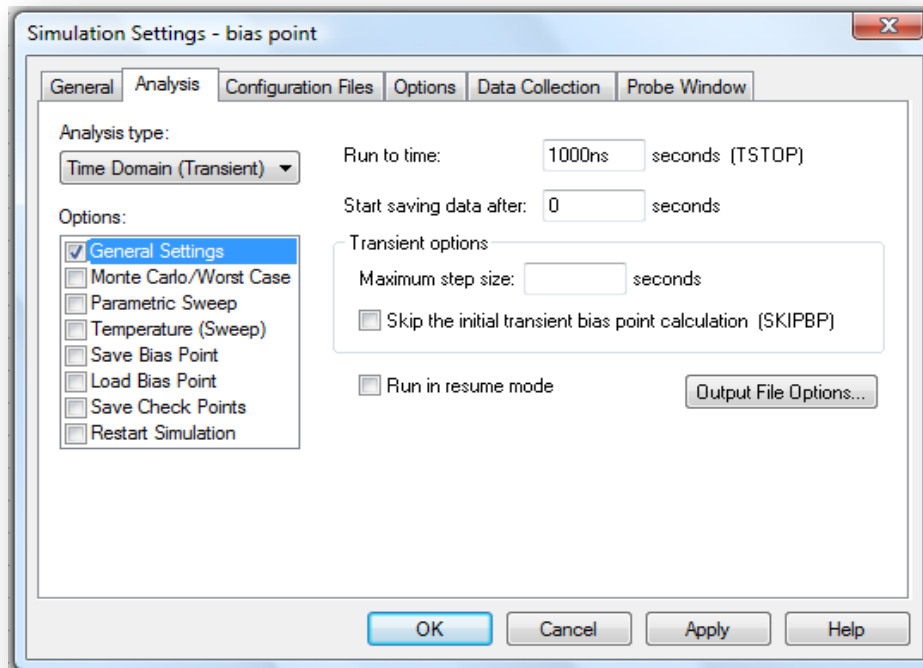 Simulation Settings - bias point
General Analysis Configuration Files Options Data Collection Probe Window
Analysis type:
Time Domain (Transient)
Options:
General Settings
Monte Carlo/Worst Case
Parametric Sweep
Temperature (Sweep)
Save Bias Point
Load Bias Point
Save Check Points
Restart Simulation
Run to time: 1000ns seconds (TSTOP)
Start saving data after: 0 seconds
Transient options
Maximum step size: seconds
Skip the initial transient bias point calculation (SKIPBP)
Run in resume mode Output File Options...
OK Cancel Apply Help